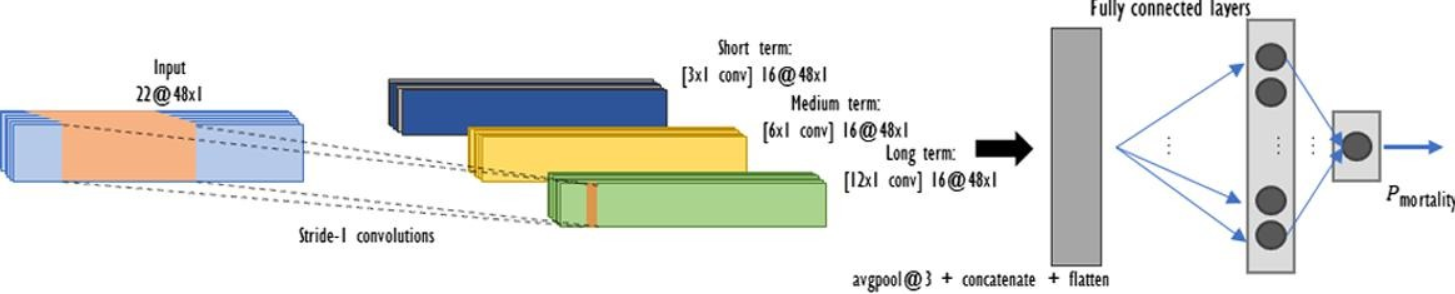 Input
22@48x1
Stride-1 convolutions
Short term:
[3x1 conv] 16@48x1
Medium term:
[6x1 conv] 16@48x1
Long term:
[12x1 conv] 16@48x1
avgpool@3 + concatenate + flatten
Fully connected layers
Pmortality